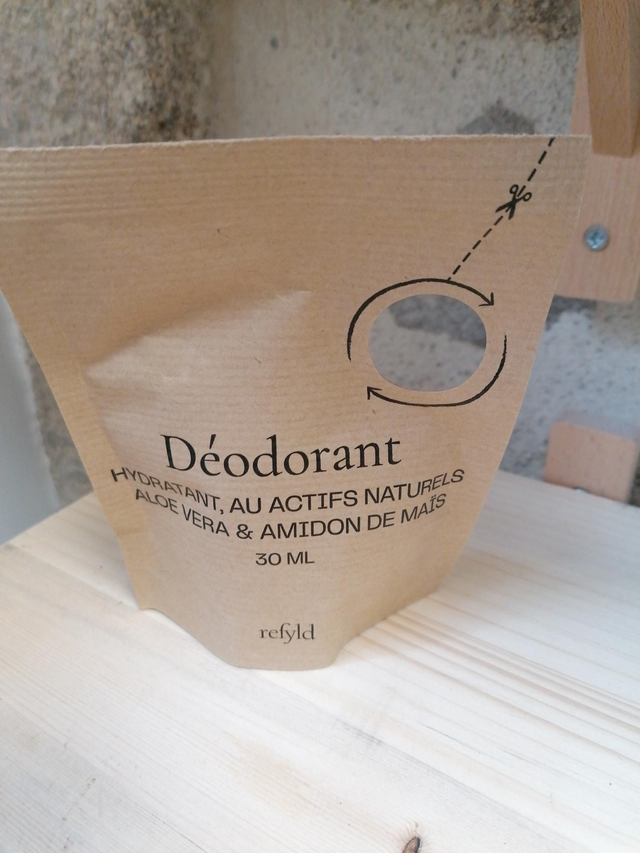 Déodorant
HYDRATANT, AU ACTIFS NATURELS
ALOE VERA & AMIDON DE MAÏS
30 ML
refyld